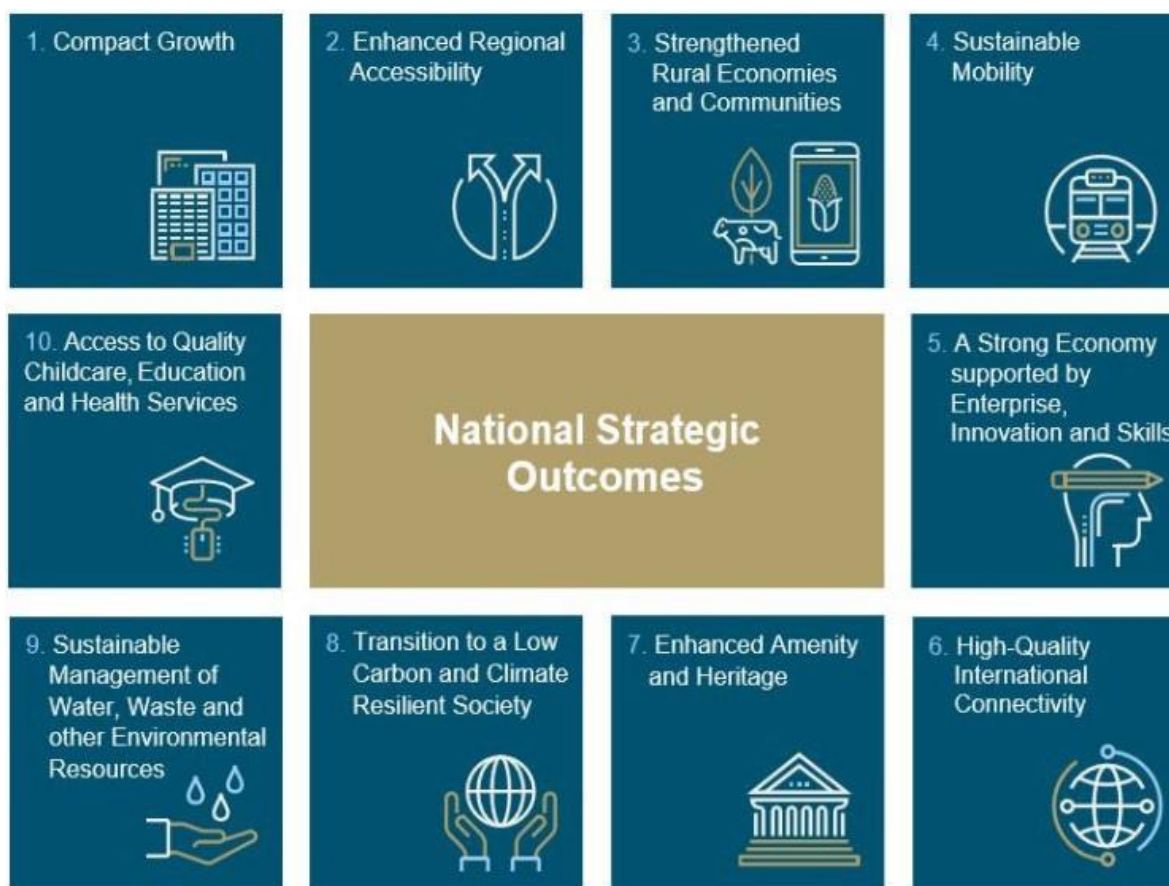 1. Compact Growth
2. Enhanced Regional
Accessibility
3. Strengthened
Rural Economies
and Communities
4. Sustainable
Mobility
10. Access to Quality
Childcare, Education
and Health Services
National Strategic
Outcomes
5. A Strong Economy
supported by
Enterprise,
Innovation and Skills
9. Sustainable
Management of
Water, Waste and
other Environmental
Resources
8. Transition to a Low
Carbon and Climate
Resilient Society
7. Enhanced Amenity
and Heritage
6. High-Quality
International
Connectivity